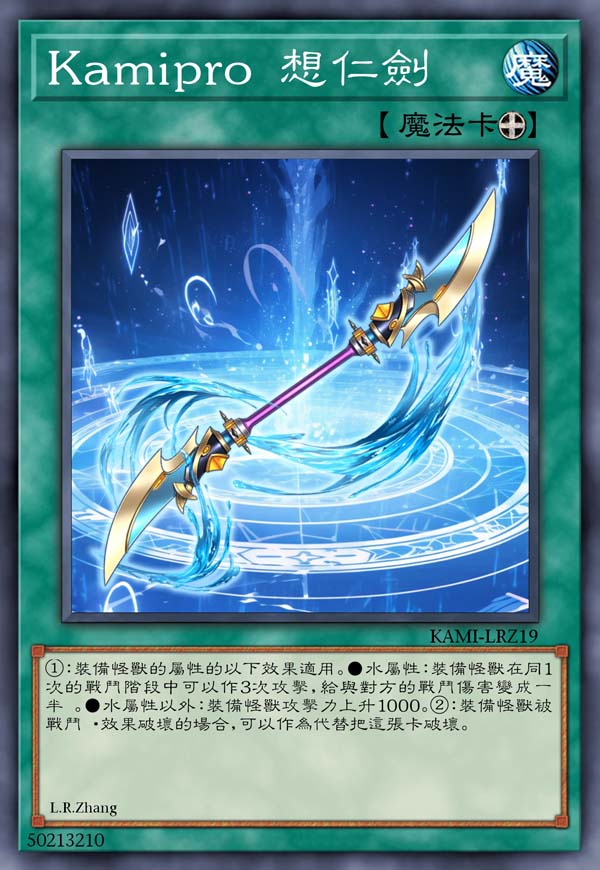 Kamipro 想仁劍
魔
【魔法卡】
KAMI-LRZ19
①:裝備怪獸的屬性的以下效果適用。●水屬性:裝備怪獸在同1
次的戰鬥階段中可以作3次攻擊,給與對方的戰鬥傷害變成一
半 。●水屬性以外:裝備怪獸攻擊力上升1000。②:裝備怪獸被
戰鬥 ・效果破壞的場合,可以作為代替把這張卡破壞。
L.R.Zhang
50213210